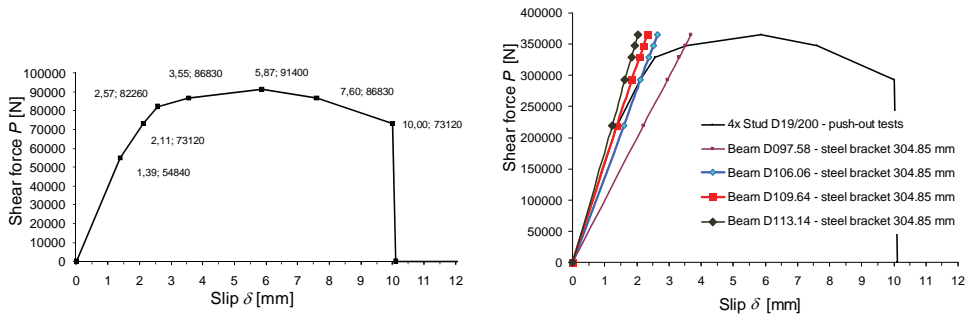 100000
90000
80000
70000
60000
50000
40000
30000
20000
10000
0
Shear force P [N]
3,55; 86830
5,87; 91400
2,57; 82260
7,60; 86830
2,11; 73120
10,00; 73120
1,39; 54840
0 1 2 3 4 5 6 7 8 9 10 11 12
Slip δ [mm]
400000
350000
300000
250000
200000
150000
100000
50000
0
Shear force P [N]
4x Stud D19/200 - push-out tests
Beam D097.58 - steel bracket 304.85 mm
Beam D106.06 - steel bracket 304.85 mm
Beam D109.64 - steel bracket 304.85 mm
Beam D113.14 - steel bracket 304.85 mm
0 1 2 3 4 5 6 7 8 9 10 11 12
Slip δ [mm]